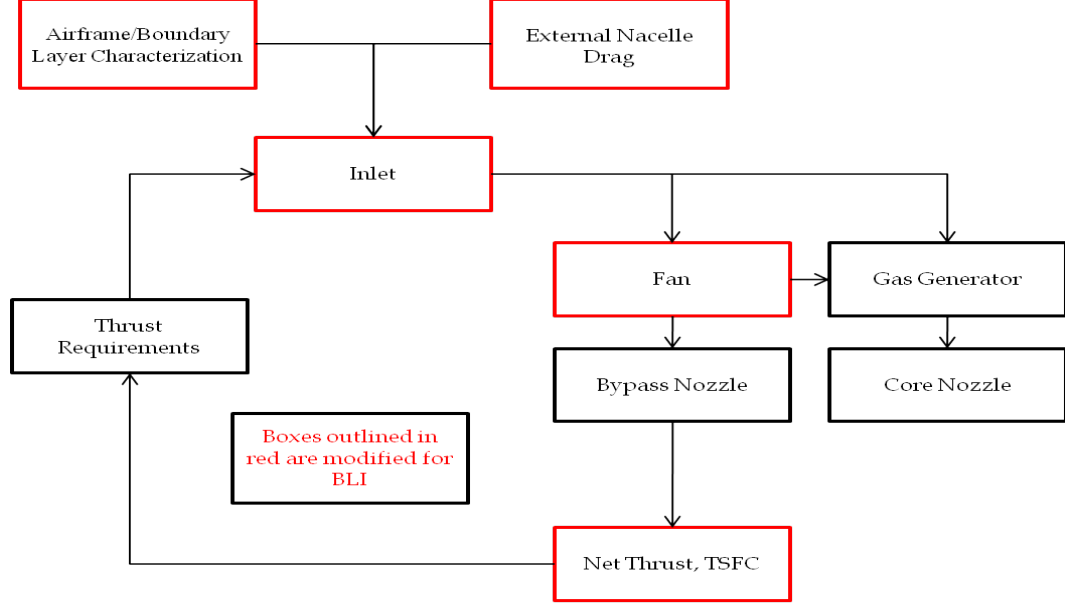 Airframe/Boundary
Layer Characterization
External Nacelle
Drag
Inlet
Fan
Gas Generator
Thrust
Requirements
Bypass Nozzle
Core Nozzle
Boxes outlined in
red are modified for
BLI
Net Thrust, TSFC